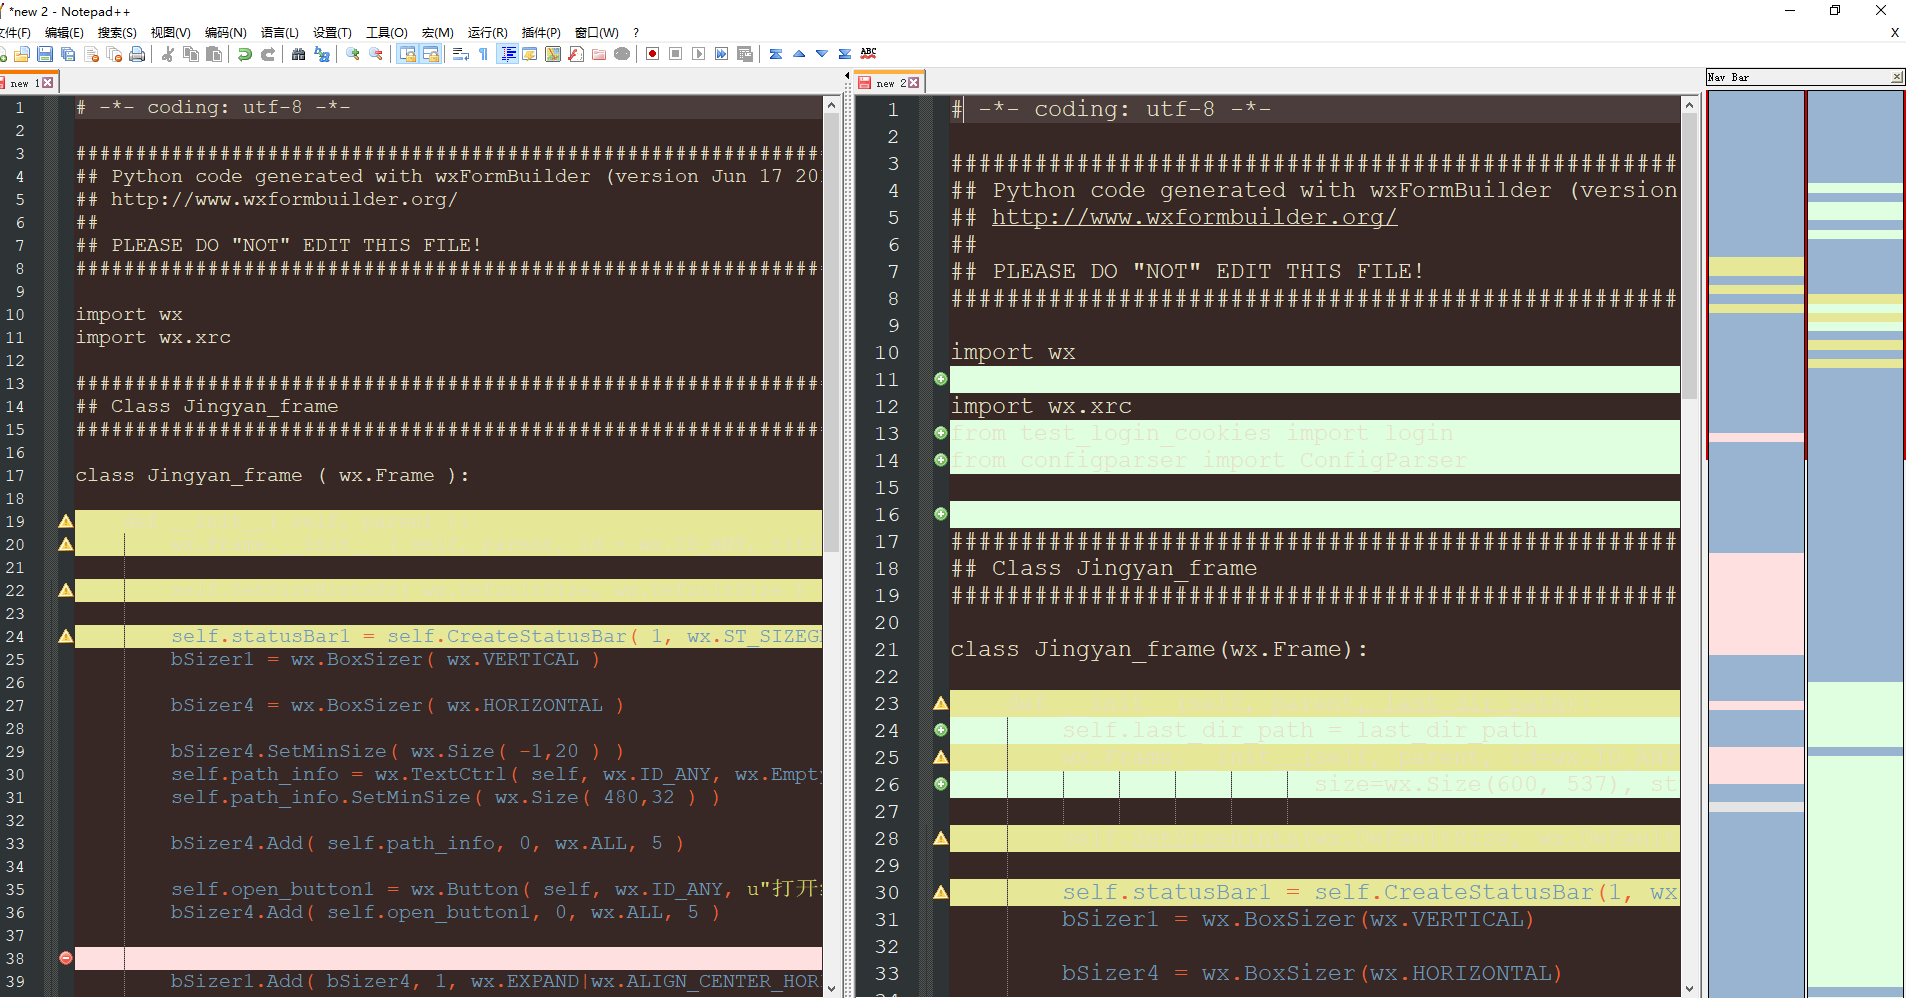 *new 2 - Notepad++
文件(F) 编辑(E) 搜索(S) 视图(V) 编码(N) 语言(L) 设置(T) 工具(O) 宏(M) 运行(R) 插件(P) 窗口(W) ? X
new 1
1 # -*- coding: utf-8 -*-
2
3 ##############################################################
4 ## Python code generated with wxFormBuilder (version Jun 17 20
5 ## http://www.wxformbuilder.org/
6 ##
7 ## PLEASE DO "NOT" EDIT THIS FILE!
8 ##############################################################
9
10 import wx
11 import wx.xrc
12
13 ##############################################################
14 ## Class Jingyan_frame
15 ##############################################################
16
17 class Jingyan_frame ( wx.Frame ):
18
19
20
21
22
23
24 self.statusBar1 = self.CreateStatusBar( 1, wx.ST_SIZEG
25 bSizer1 = wx.BoxSizer( wx.VERTICAL )
26
27 bSizer4 = wx.BoxSizer( wx.HORIZONTAL )
28
29 bSizer4.SetMinSize( wx.Size( -1,20 ) )
30 self.path_info = wx.TextCtrl( self, wx.ID_ANY, wx.Empty
31 self.path_info.SetMinSize( wx.Size( 480,32 ) )
32
33 bSizer4.Add( self.path_info, 0, wx.ALL, 5 )
34
35 self.open_button1 = wx.Button( self, wx.ID_ANY, u"打开
36 bSizer4.Add( self.open_button1, 0, wx.ALL, 5 )
37
38
39 bSizer1.Add( bSizer4, 1, wx.EXPAND|wx.ALIGN_CENTER_HOR
new 2
1 # -*- coding: utf-8 -*-
2
3 ####################################################
4 ## Python code generated with wxFormBuilder (version
5 ## http://www.wxformbuilder.org/
6 ##
7 ## PLEASE DO "NOT" EDIT THIS FILE!
8 ####################################################
9
10 import wx
11
12 import wx.xrc
13 from test_login_cookies import login
14 from configparser import ConfigParser
15
16
17 ####################################################
18 ## Class Jingyan_frame
19 ####################################################
20
21 class Jingyan_frame(wx.Frame):
22
23
24 self.last_dir_path = last_dir_path
25
26 size=wx.Size(600, 537), st
27
28
29
30 self.statusBar1 = self.CreateStatusBar(1, wx
31 bSizer1 = wx.BoxSizer(wx.VERTICAL)
32
33 bSizer4 = wx.BoxSizer(wx.HORIZONTAL)
Nav Bar
ABC